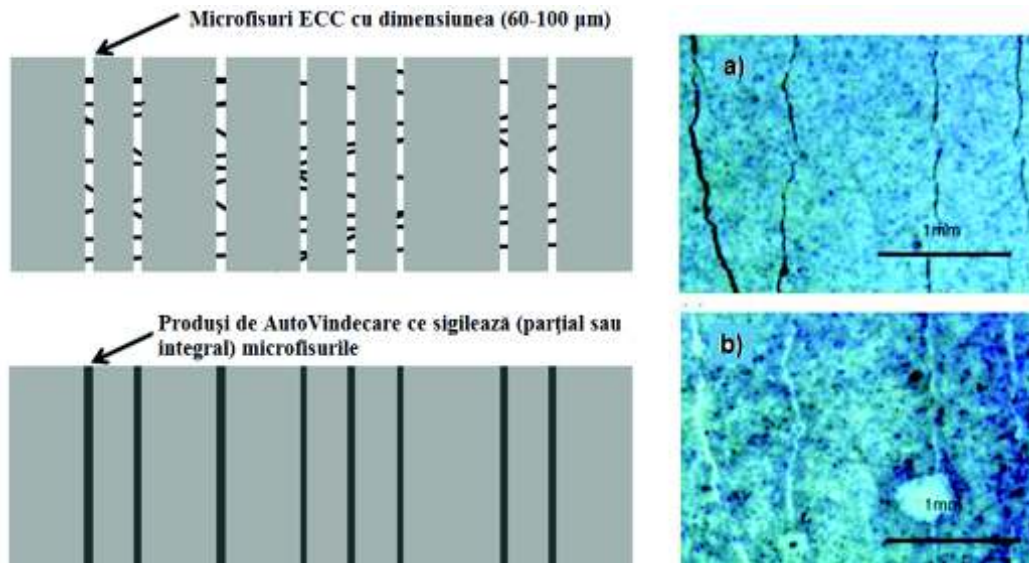 Microfisuri ECC cu dimensiunea (60-100 µm)
Produși de AutoVindecare ce sigilează (parțial sau
integral) microfisurile
a)
1mm
b)
1mm